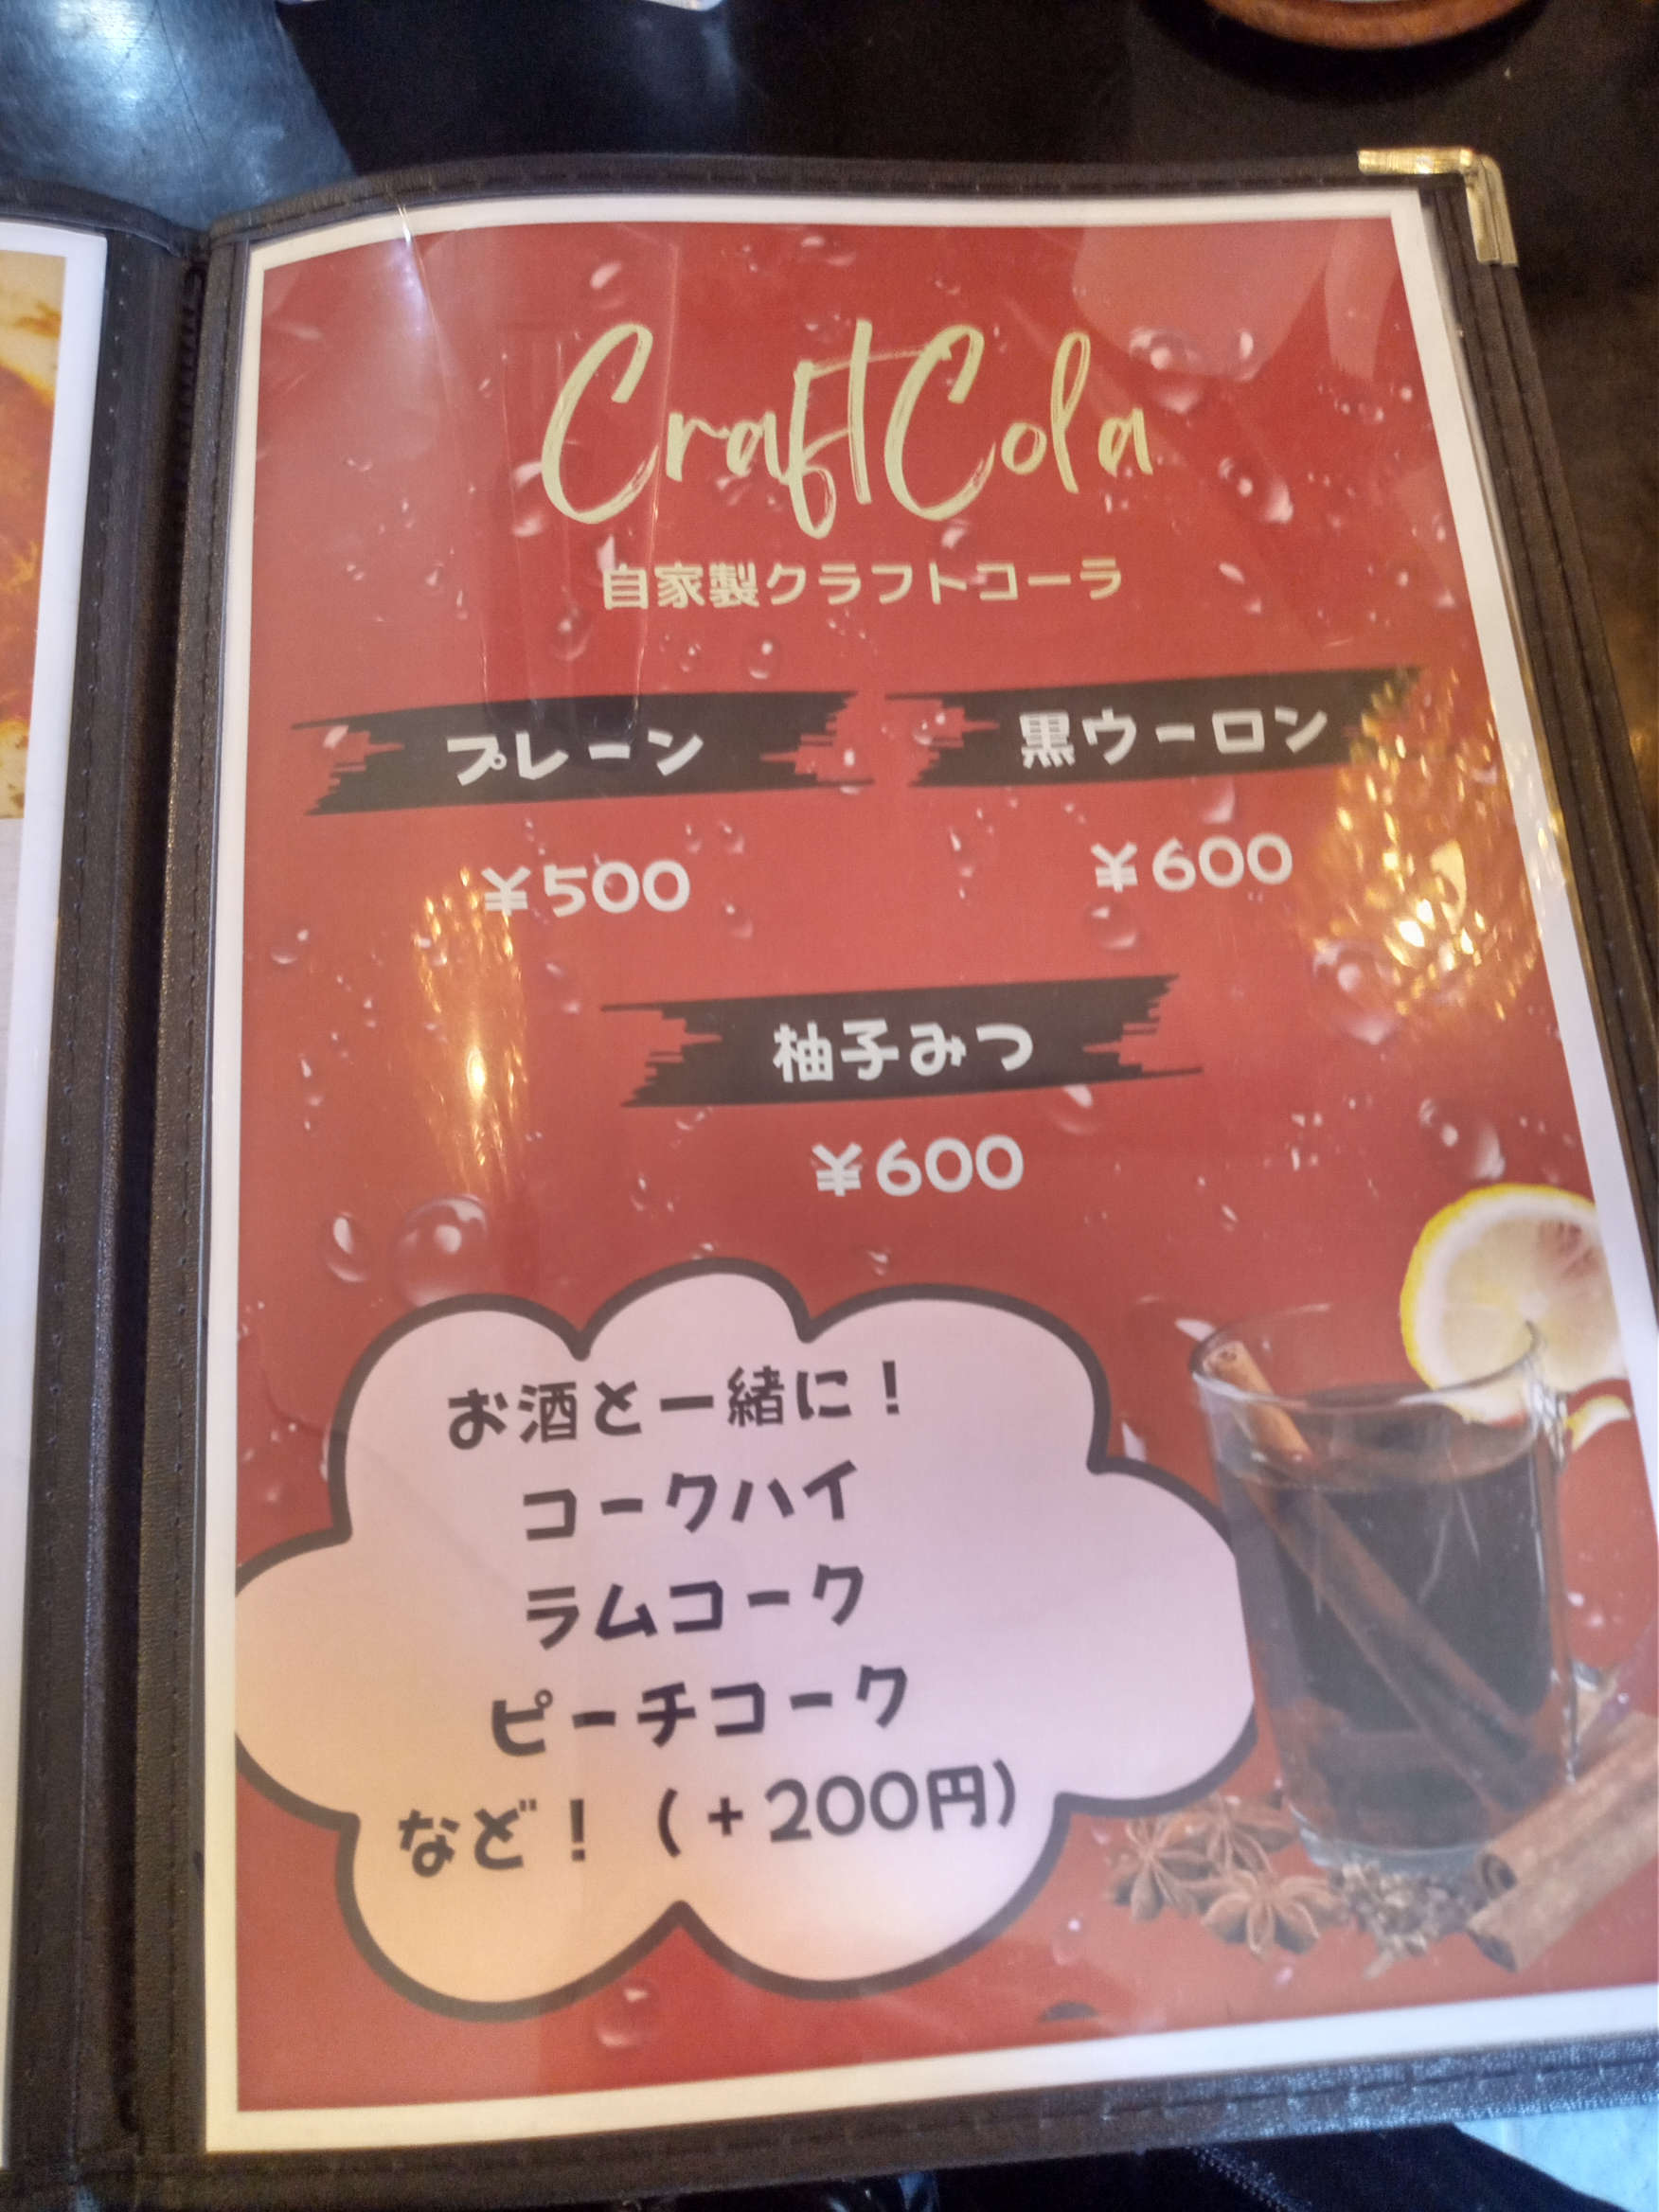 CraftCola
自家製クラフトコーラ
プレーン
¥500
黒ウーロン
¥600
柚子みつ
¥600
お酒と一緒に！
コークハイ
ラムコーク
ピーチコーク
など！（+200円）